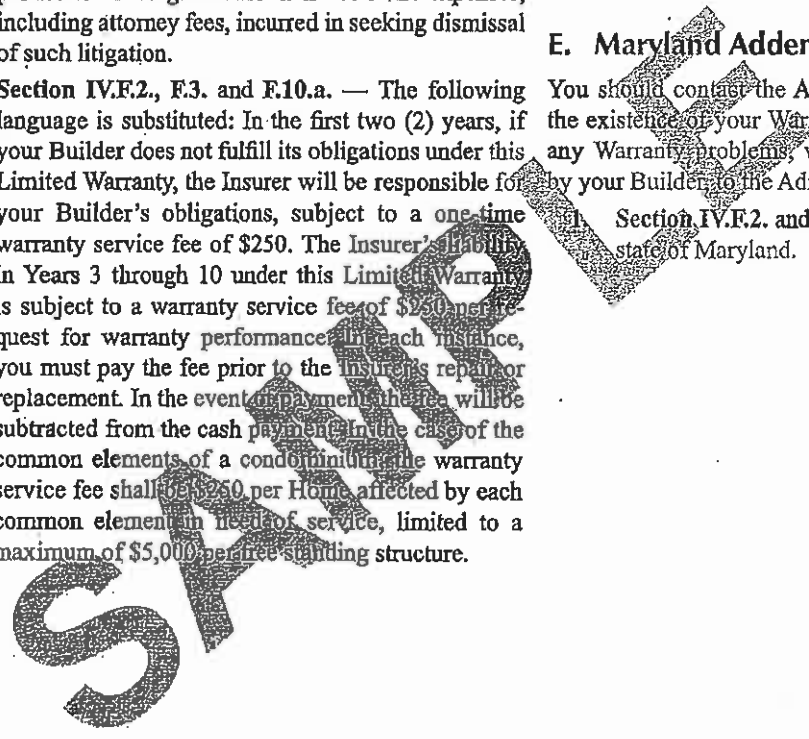 including attorney fees, incurred in seeking dismissal
of such litigation.
Section IV.F.2., F.3. and F.10.a. — The following
language is substituted: In the first two (2) years, if
your Builder does not fulfill its obligations under this
Limited Warranty, the Insurer will be responsible for
your Builder's obligations, subject to a one-time
warranty service fee of $250. The Insurer's liability
in Years 3 through 10 under this Limited Warranty
is subject to a warranty service fee of $250 per re-
quest for warranty performance. In each instance,
you must pay the fee prior to the Insurer's repair or
replacement. In the event of payment, the fee will be
subtracted from the cash payment. In the case of the
common elements of a condominium, the warranty
service fee shall be $250 per Home affected by each
common element in need of service, limited to a
maximum of $5,000 per free standing structure.
E. Maryland Adden
You should contact the A
the existence of your War
any Warranty problems,
by your Builder, to the Ad
Section IV.F.2. and
state of Maryland.
SAMPLE